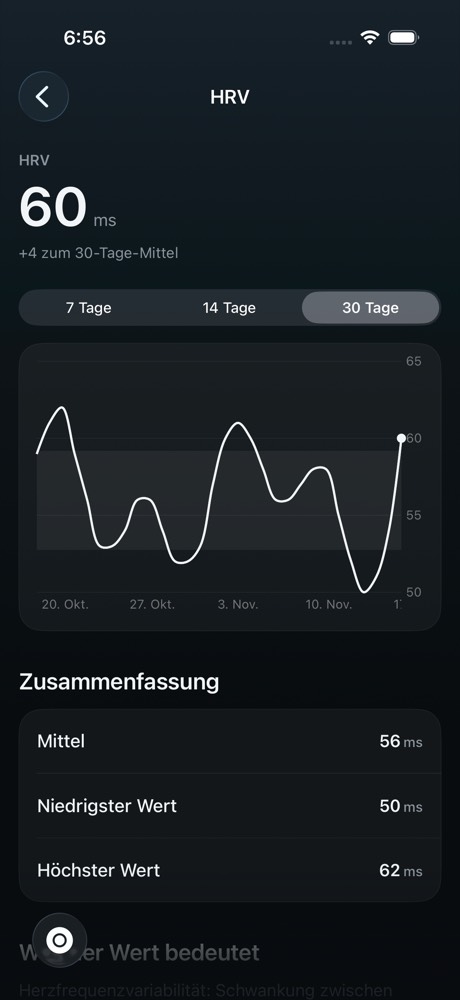 6:56
HRV
HRV
60 ms
+4 zum 30-Tage-Mittel
7 Tage 14 Tage 30 Tage
65
60
55
50
20. Okt. 27. Okt. 3. Nov. 10. Nov.
Zusammenfassung
Mittel 56 ms
Niedrigster Wert 50 ms
Höchster Wert 62 ms
Wert bedeutet
Herzfrequenzvariabilität: Schwankung zwischen